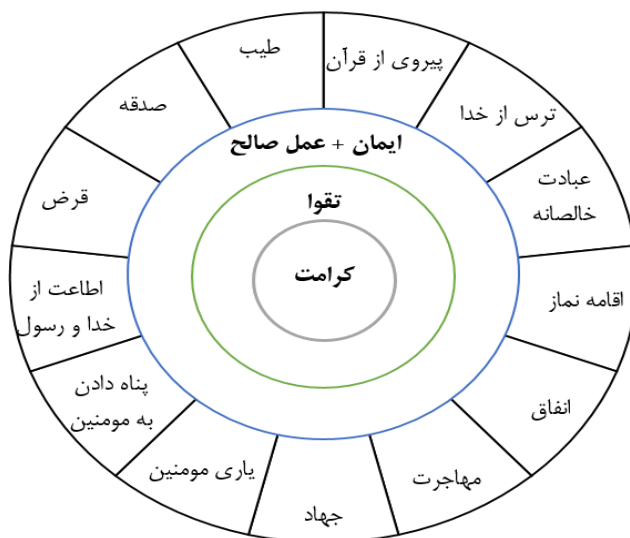 طیب
پیروی از قرآن
ترس از خدا
عبادت
خالصانه
اقامه نماز
انفاق
مهاجرت
جهاد
یاری مومنین
پناه دادن
به مومنین
اطاعت از
خدا و رسول
قرض
صدقه
ایمان + عمل صالح
تقوا
کرامت